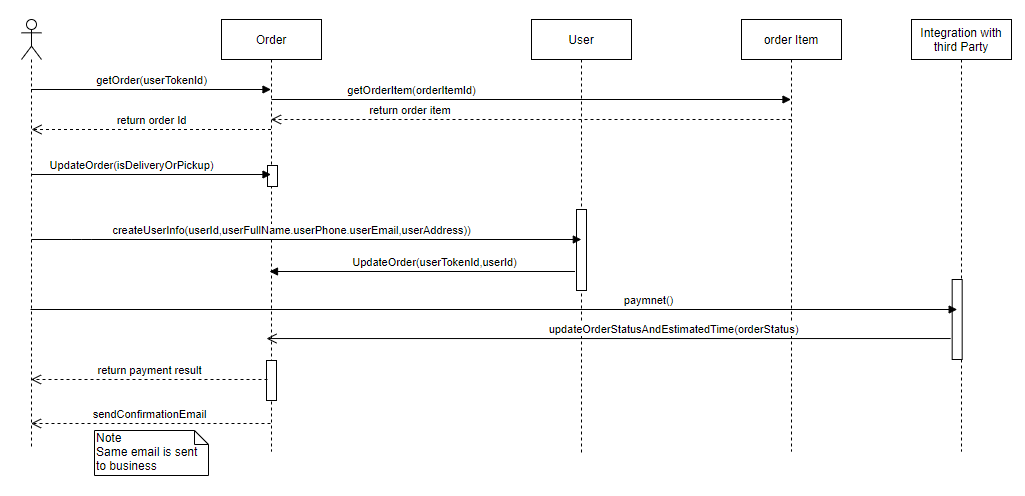 Order
User
order Item
Integration with
third Party
getOrder(userTokenId)
getOrderItem(orderItemId)
return order item
return order Id
UpdateOrder(isDeliveryOrPickup)
createUserInfo(userId,userFullName.userPhone.userEmail,userAddress))
UpdateOrder(userTokenId,userId)
paymnet()
updateOrderStatusAndEstimatedTime(orderStatus)
return payment result
sendConfirmationEmail
Note
Same email is sent
to business